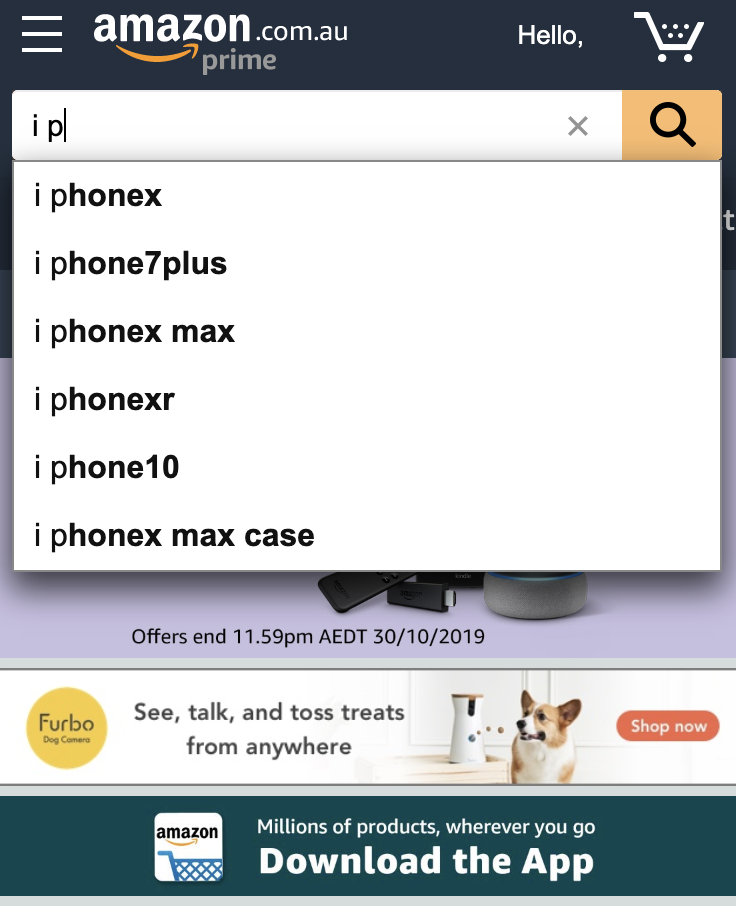 amazon.com.au
prime
Hello,
i p
i phonex
t
i phone7plus
i phonex max
i phonexr
i phone10
i phonex max case
kindle
Offers end 11.59pm AEDT 30/10/2019
Furbo
Dog Camera
See, talk, and toss treats
from anywhere
Shop now
amazon
Millions of products, wherever you go
Download the App